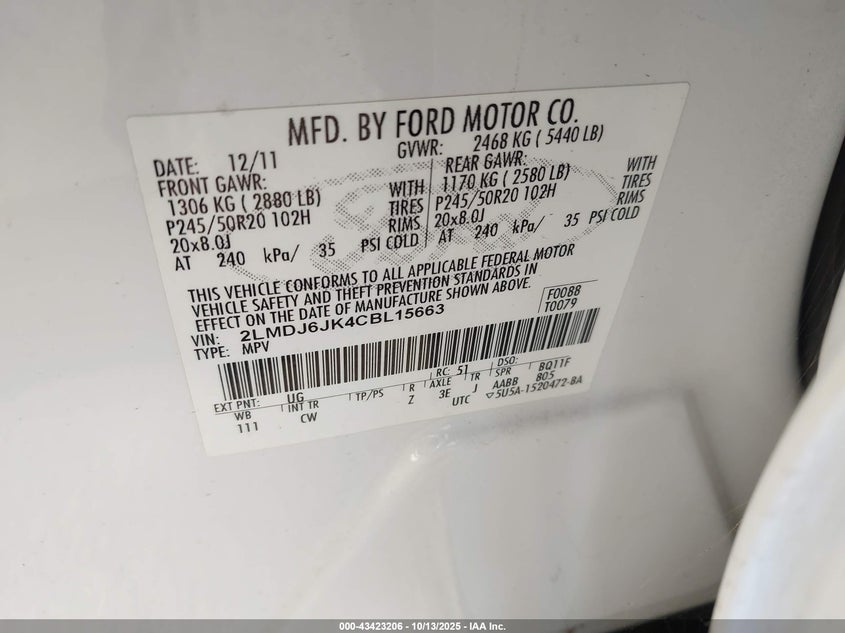 MFD. BY FORD MOTOR CO.
DATE: 12/11 GVWR: 2468 KG ( 5440 LB)
FRONT GAWR: REAR GAWR:
1306 KG ( 2880 LB) WITH 1170 KG ( 2580 LB) WITH
P245/50R20 102H TIRES P245/50R20 102H TIRES
20x8.0J RIMS 20x8.0J RIMS
AT 240 kPa/ 35 PSI COLD AT 240 kPa/ 35 PSI COLD
THIS VEHICLE CONFORMS TO ALL APPLICABLE FEDERAL MOTOR
VEHICLE SAFETY AND THEFT PREVENTION STANDARDS IN
EFFECT ON THE DATE OF MANUFACTURE SHOWN ABOVE.
F0088
T0079
VIN: 2LMDJ6JK4CBL15663
TYPE: MPV
EXT PNT: UG RC: 51 DSO: BQ11F
WB INT TR TP/PS R AXLE TR SPR 805
111 CW Z 3E J AABB
UTC ▽5U5A-1520472-BA
000-43423206 - 10/13/2025 - IAA Inc.